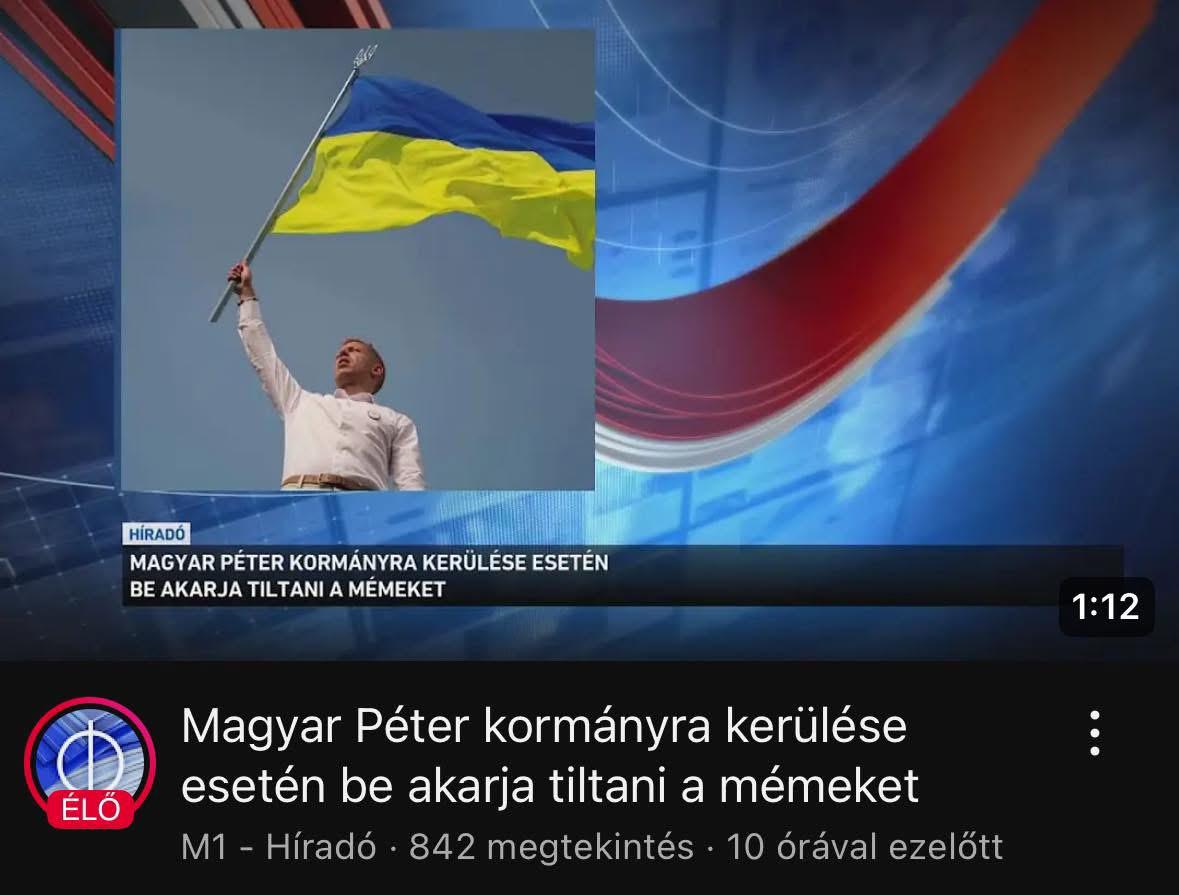 HÍRADÓ
MAGYAR PÉTER KORMÁNYRA KERÜLÉSE ESETÉN
BE AKARJA TILTANI A MÉMEKET
1:12
Magyar Péter kormányra kerülése
esetén be akarja tiltani a mémeket
ÉLŐ
M1 - Híradó · 842 megtekintés · 10 órával ezelőtt